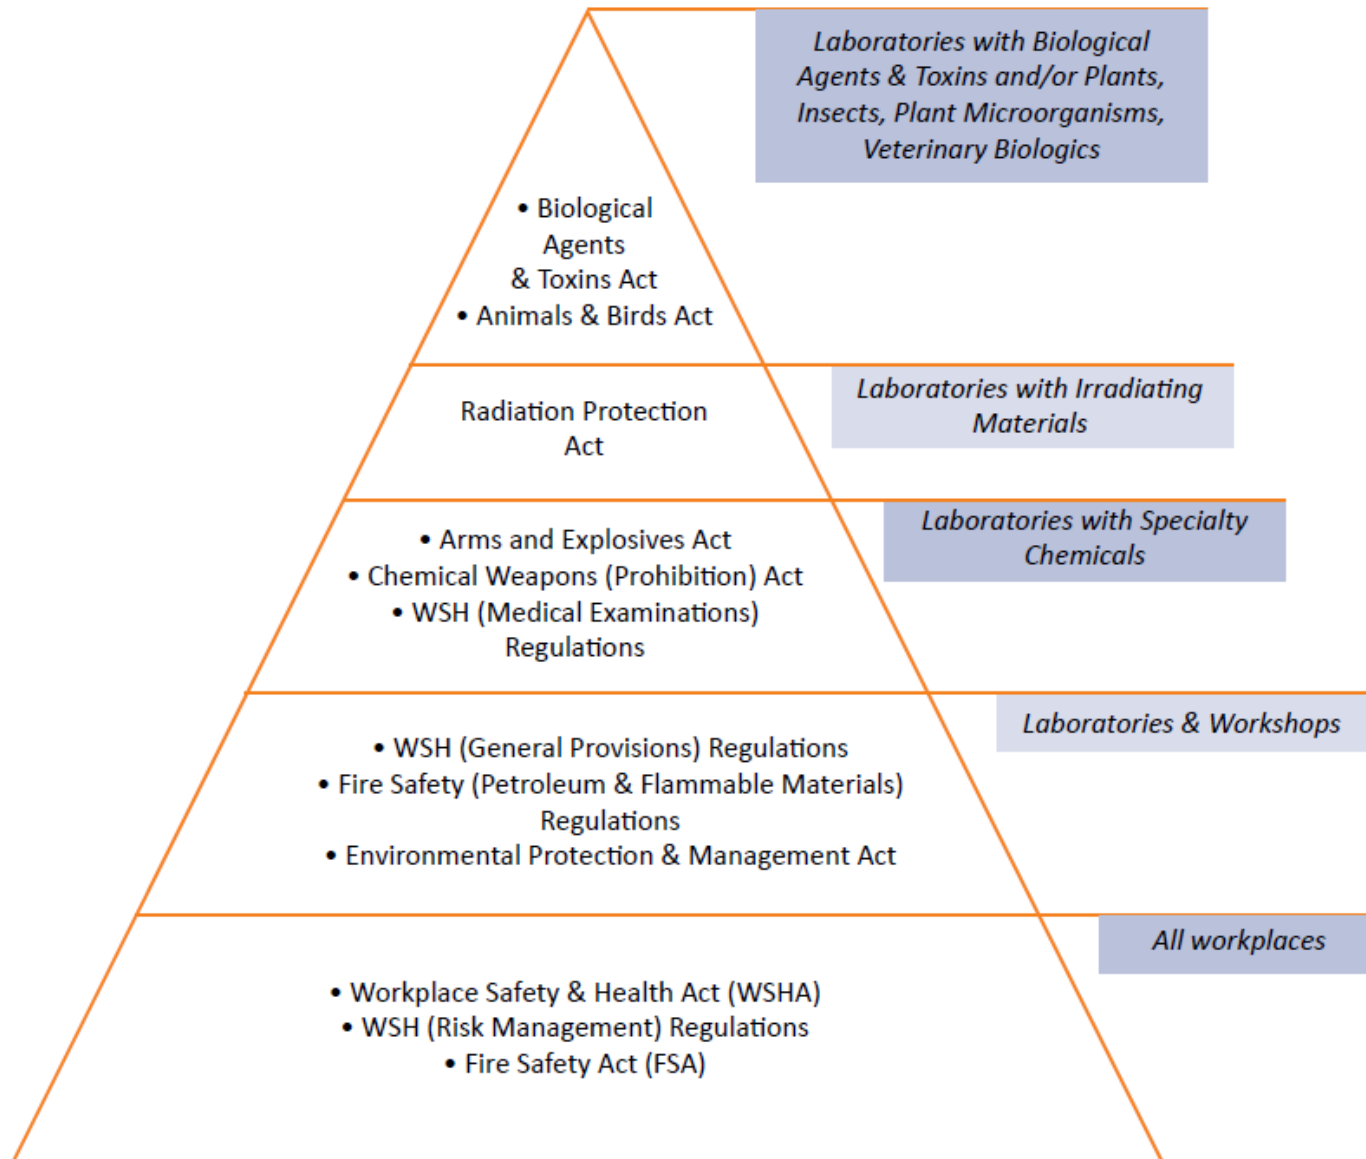 Laboratories with Biological
Agents & Toxins and/or Plants,
Insects, Plant Microorganisms,
Veterinary Biologics
• Biological
Agents
& Toxins Act
• Animals & Birds Act
Laboratories with Irradiating
Materials
Radiation Protection
Act
Laboratories with Specialty
Chemicals
• Arms and Explosives Act
• Chemical Weapons (Prohibition) Act
• WSH (Medical Examinations)
Regulations
Laboratories & Workshops
• WSH (General Provisions) Regulations
• Fire Safety (Petroleum & Flammable Materials)
Regulations
• Environmental Protection & Management Act
All workplaces
• Workplace Safety & Health Act (WSHA)
• WSH (Risk Management) Regulations
• Fire Safety Act (FSA)